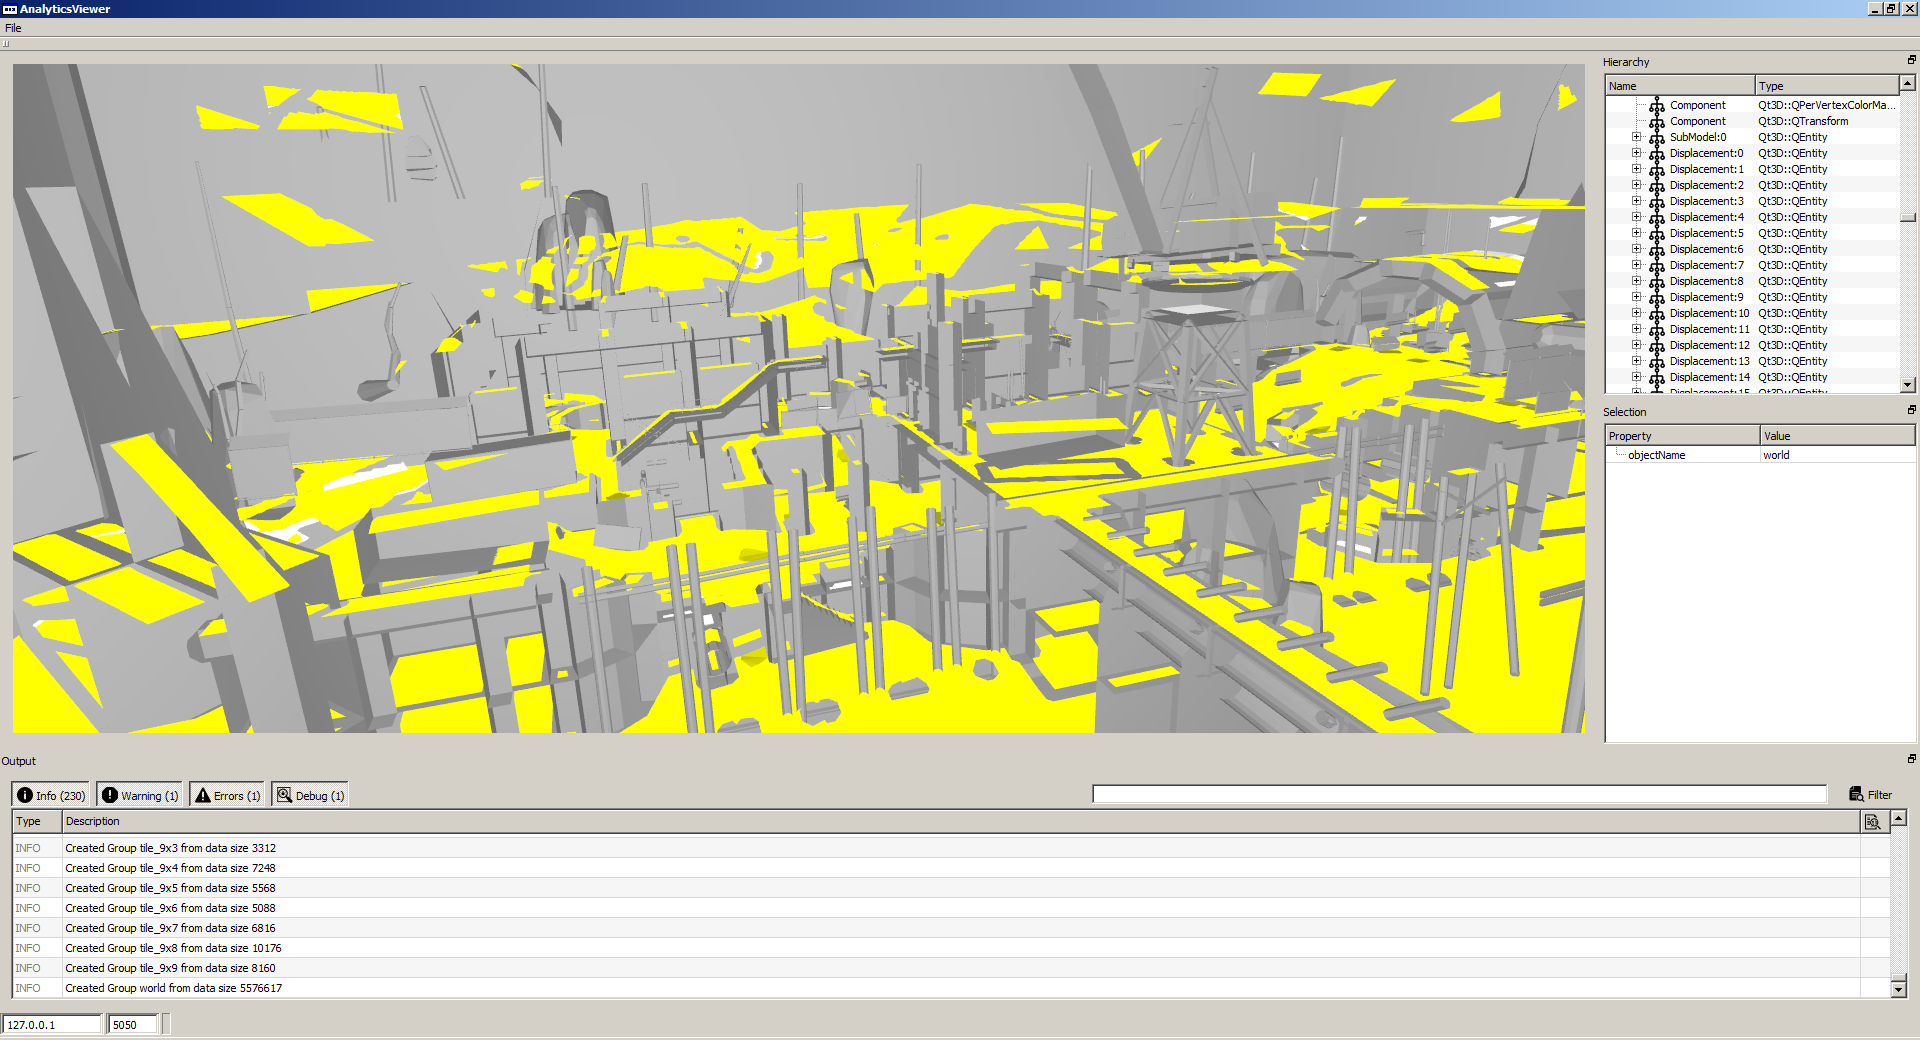 AnalyticsViewer
File
Hierarchy
Name Type
Component Qt3D::QPerVertexColorMa...
Component Qt3D::QTransform
SubModel:0 Qt3D::QEntity
Displacement:0 Qt3D::QEntity
Displacement:1 Qt3D::QEntity
Displacement:2 Qt3D::QEntity
Displacement:3 Qt3D::QEntity
Displacement:4 Qt3D::QEntity
Displacement:5 Qt3D::QEntity
Displacement:6 Qt3D::QEntity
Displacement:7 Qt3D::QEntity
Displacement:8 Qt3D::QEntity
Displacement:9 Qt3D::QEntity
Displacement:10 Qt3D::QEntity
Displacement:11 Qt3D::QEntity
Displacement:12 Qt3D::QEntity
Displacement:13 Qt3D::QEntity
Displacement:14 Qt3D::QEntity
Displacement:15 Qt3D::QEntity
Selection
Property Value
objectName world
Output
Info (230) Warning (1) Errors (1) Debug (1) Filter
Type Description
INFO Created Group tile_9x3 from data size 3312
INFO Created Group tile_9x4 from data size 7248
INFO Created Group tile_9x5 from data size 5568
INFO Created Group tile_9x6 from data size 5088
INFO Created Group tile_9x7 from data size 6816
INFO Created Group tile_9x8 from data size 10176
INFO Created Group tile_9x9 from data size 8160
INFO Created Group world from data size 5576617
127.0.0.1 5050